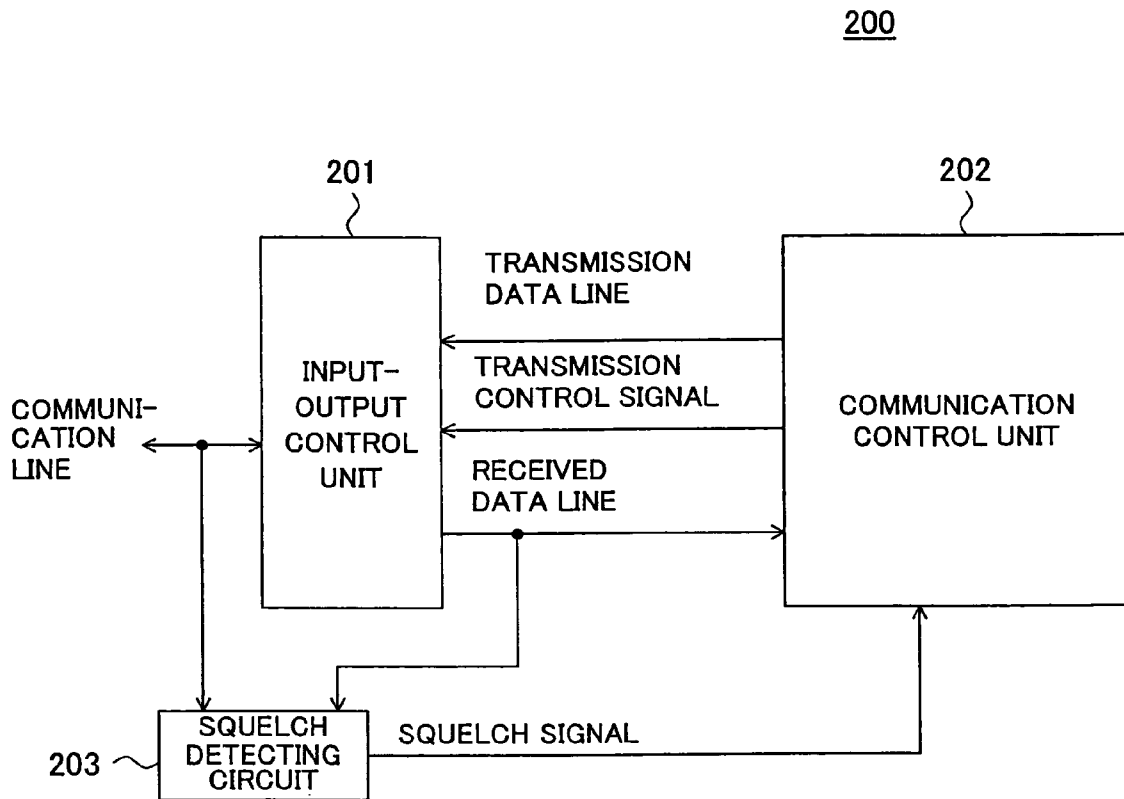 200
201
202
TRANSMISSION
DATA LINE
TRANSMISSION
CONTROL SIGNAL
RECEIVED
DATA LINE
INPUT-
OUTPUT
CONTROL
UNIT
COMMUNICATION
CONTROL UNIT
COMMUNI-
CATION
LINE
SQUELCH
DETECTING
CIRCUIT
SQUELCH SIGNAL
203